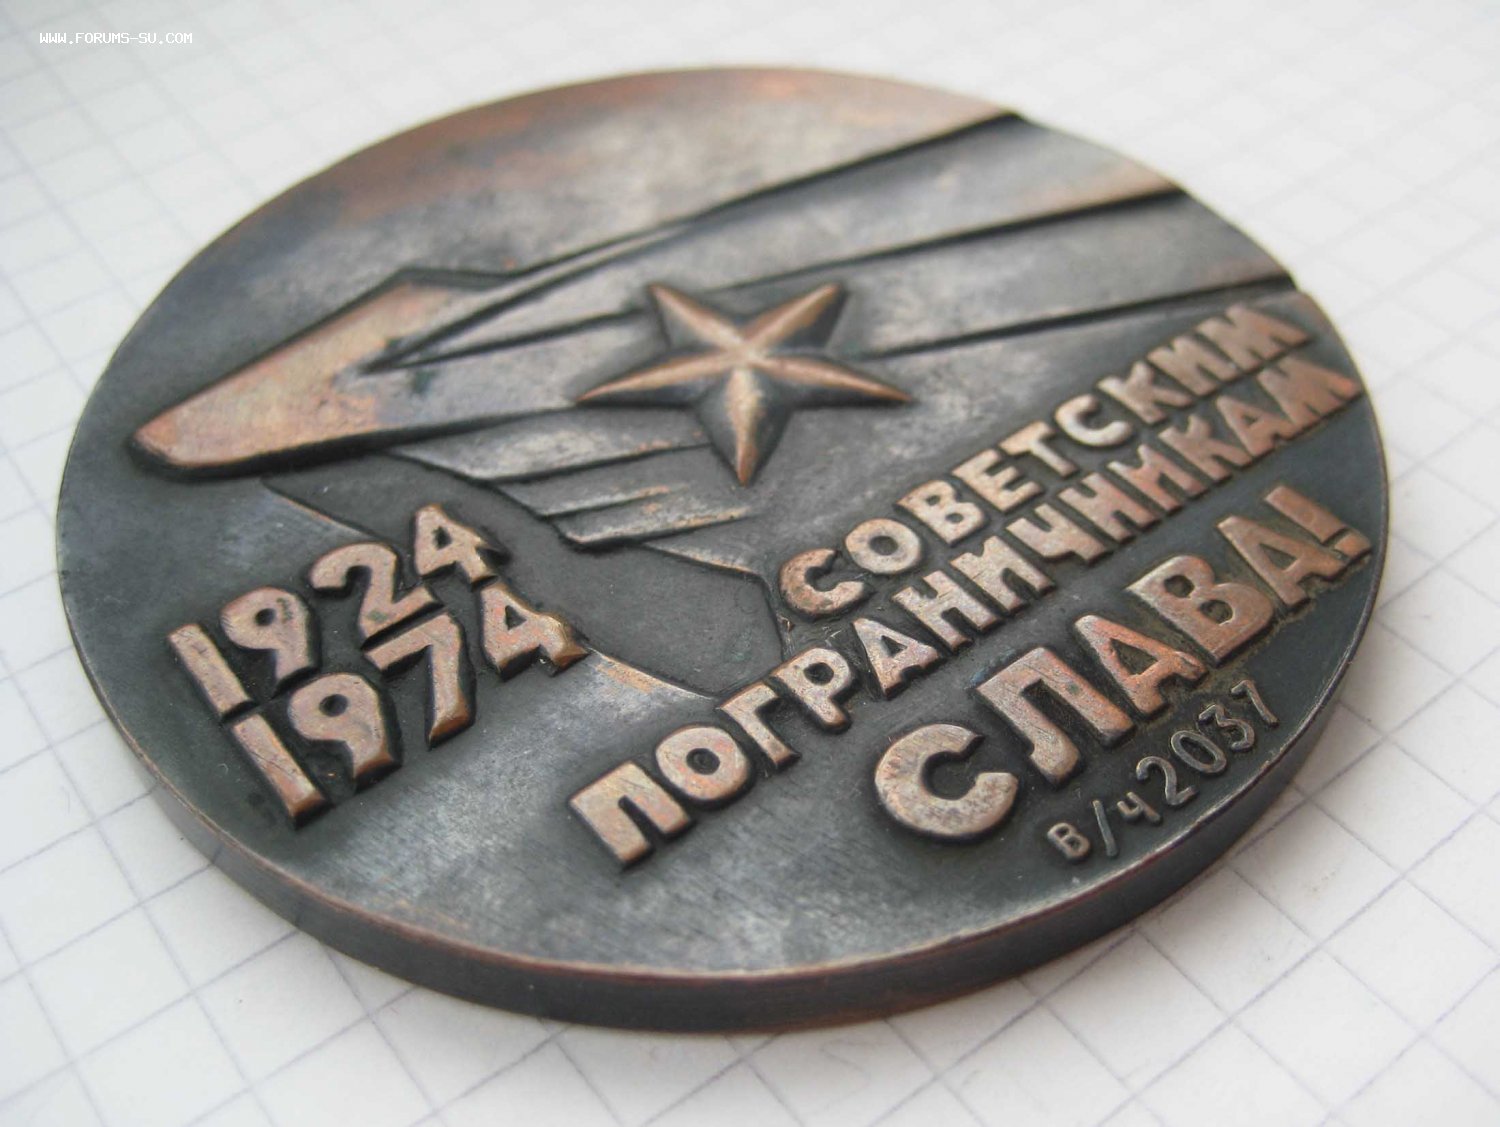 WWW.FORUMS-SU.COM
1924
1974
СОВЕТСКИМ
ПОГРАНИЧНИКАМ
СЛАВА!
В/Ч 2037